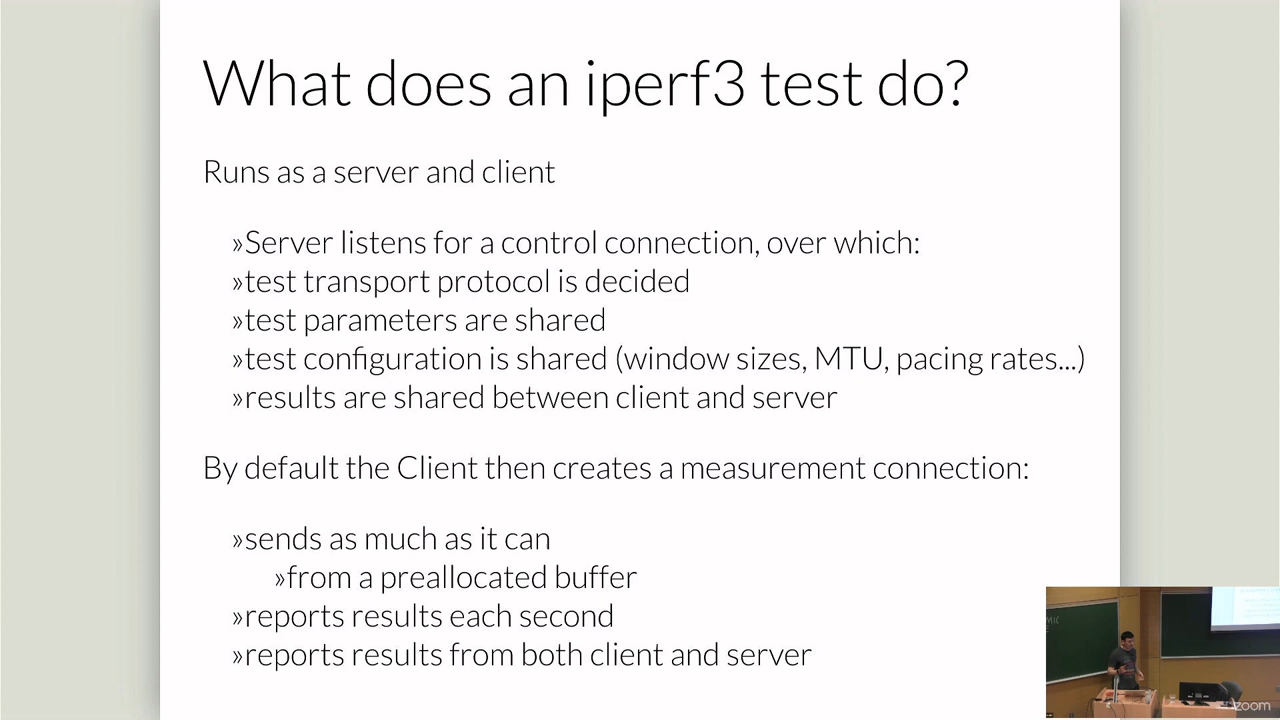 What does an iperf3 test do?
Runs as a server and client
»Server listens for a control connection, over which:
»test transport protocol is decided
»test parameters are shared
»test configuration is shared (window sizes, MTU, pacing rates...)
»results are shared between client and server
By default the Client then creates a measurement connection:
»sends as much as it can
»from a preallocated buffer
»reports results each second
»reports results from both client and server
zoom